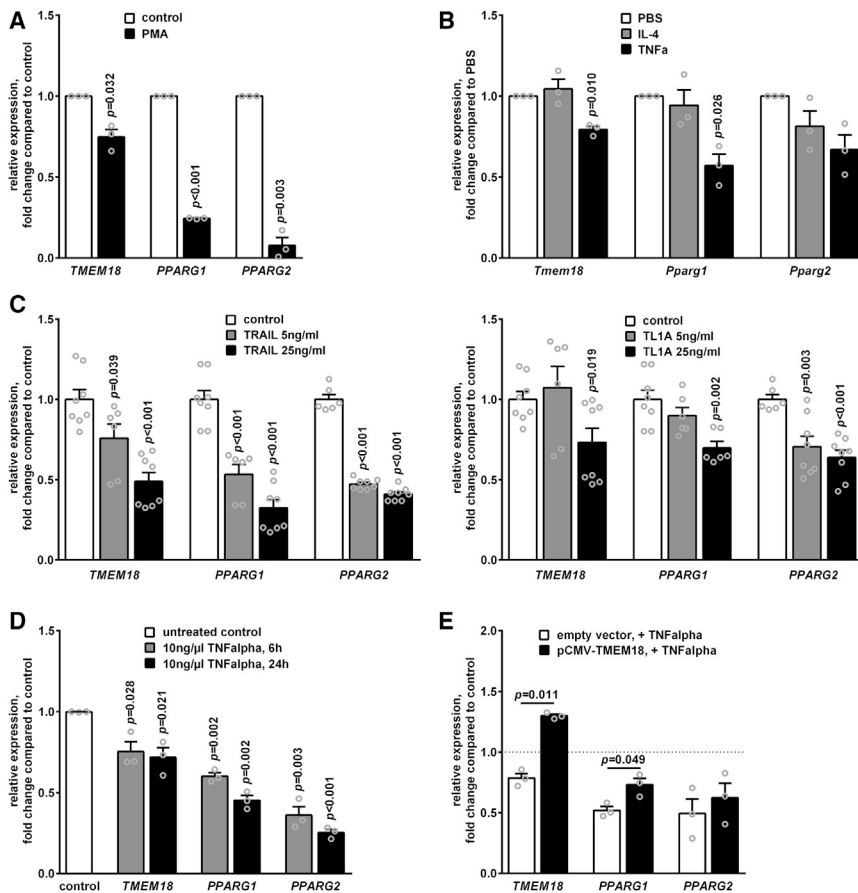 A
control
PMA
relative expression,
fold change compared to control
1.5
1.0
0.5
0.0
p=0.032
p<0.001
p=0.003
TMEM18
PPARG1
PPARG2
B
PBS
IL-4
TNFa
relative expression,
fold change compared to PBS
1.5
1.0
0.5
0.0
p=0.010
p=0.026
Tmem18
Pparg1
Pparg2
C
control
TRAIL 5ng/ml
TRAIL 25ng/ml
relative expression,
fold change compared to control
1.5
1.0
0.5
0.0
p=0.039
p<0.001
p<0.001
p<0.001
p<0.001
p<0.001
TMEM18
PPARG1
PPARG2
control
TL1A 5ng/ml
TL1A 25ng/ml
relative expression,
fold change compared to control
1.5
1.0
0.5
0.0
p=0.019
p=0.002
p=0.003
p<0.001
TMEM18
PPARG1
PPARG2
D
untreated control
10ng/µl TNFalpha, 6h
10ng/µl TNFalpha, 24h
relative expression,
fold change compared to control
1.5
1.0
0.5
0.0
p=0.028
p=0.021
p=0.002
p=0.002
p=0.003
p<0.001
control
TMEM18
PPARG1
PPARG2
E
empty vector, + TNFalpha
pCMV-TMEM18, + TNFalpha
relative expression,
fold change compared to control
2.0
1.5
1.0
0.5
0.0
p=0.011
p=0.049
TMEM18
PPARG1
PPARG2